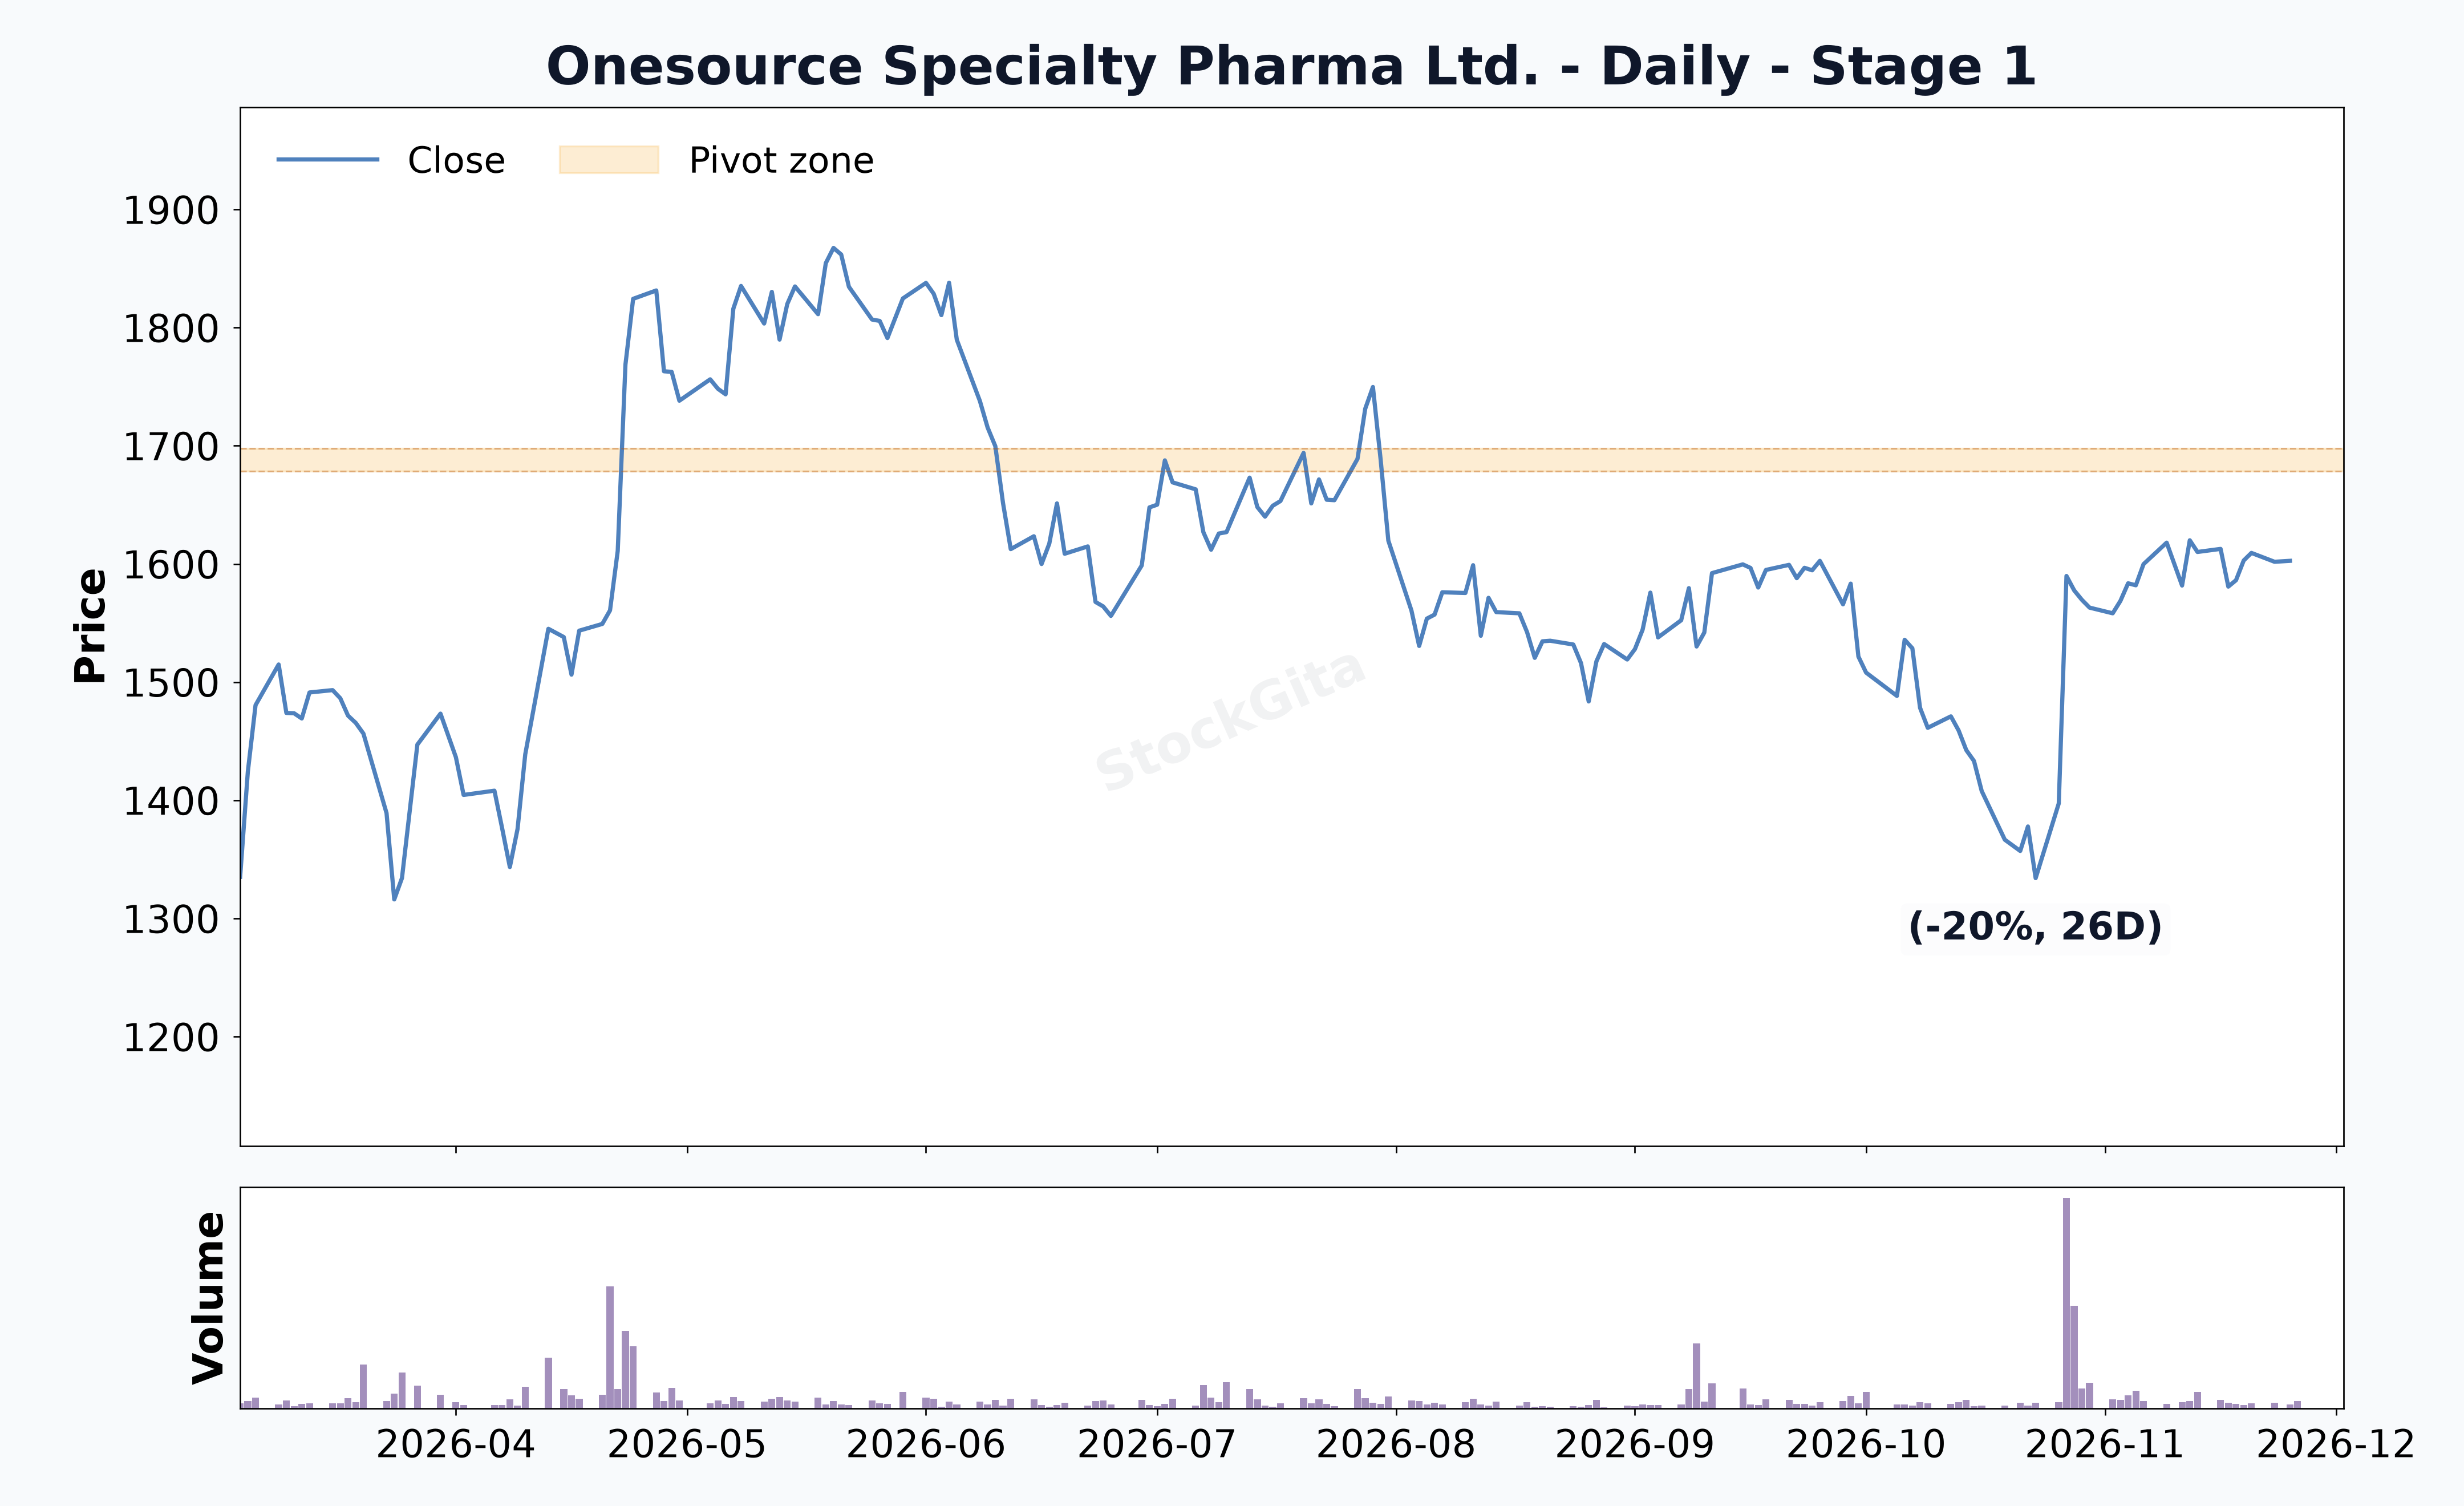 Onesource Specialty Pharma Ltd. - Daily - Stage 1
Close
Pivot zone
1900
1800
1700
1600
1500
1400
1300
1200
Price
StockGita
(-20%, 26D)
Volume
2026-04
2026-05
2026-06
2026-07
2026-08
2026-09
2026-10
2026-11
2026-12